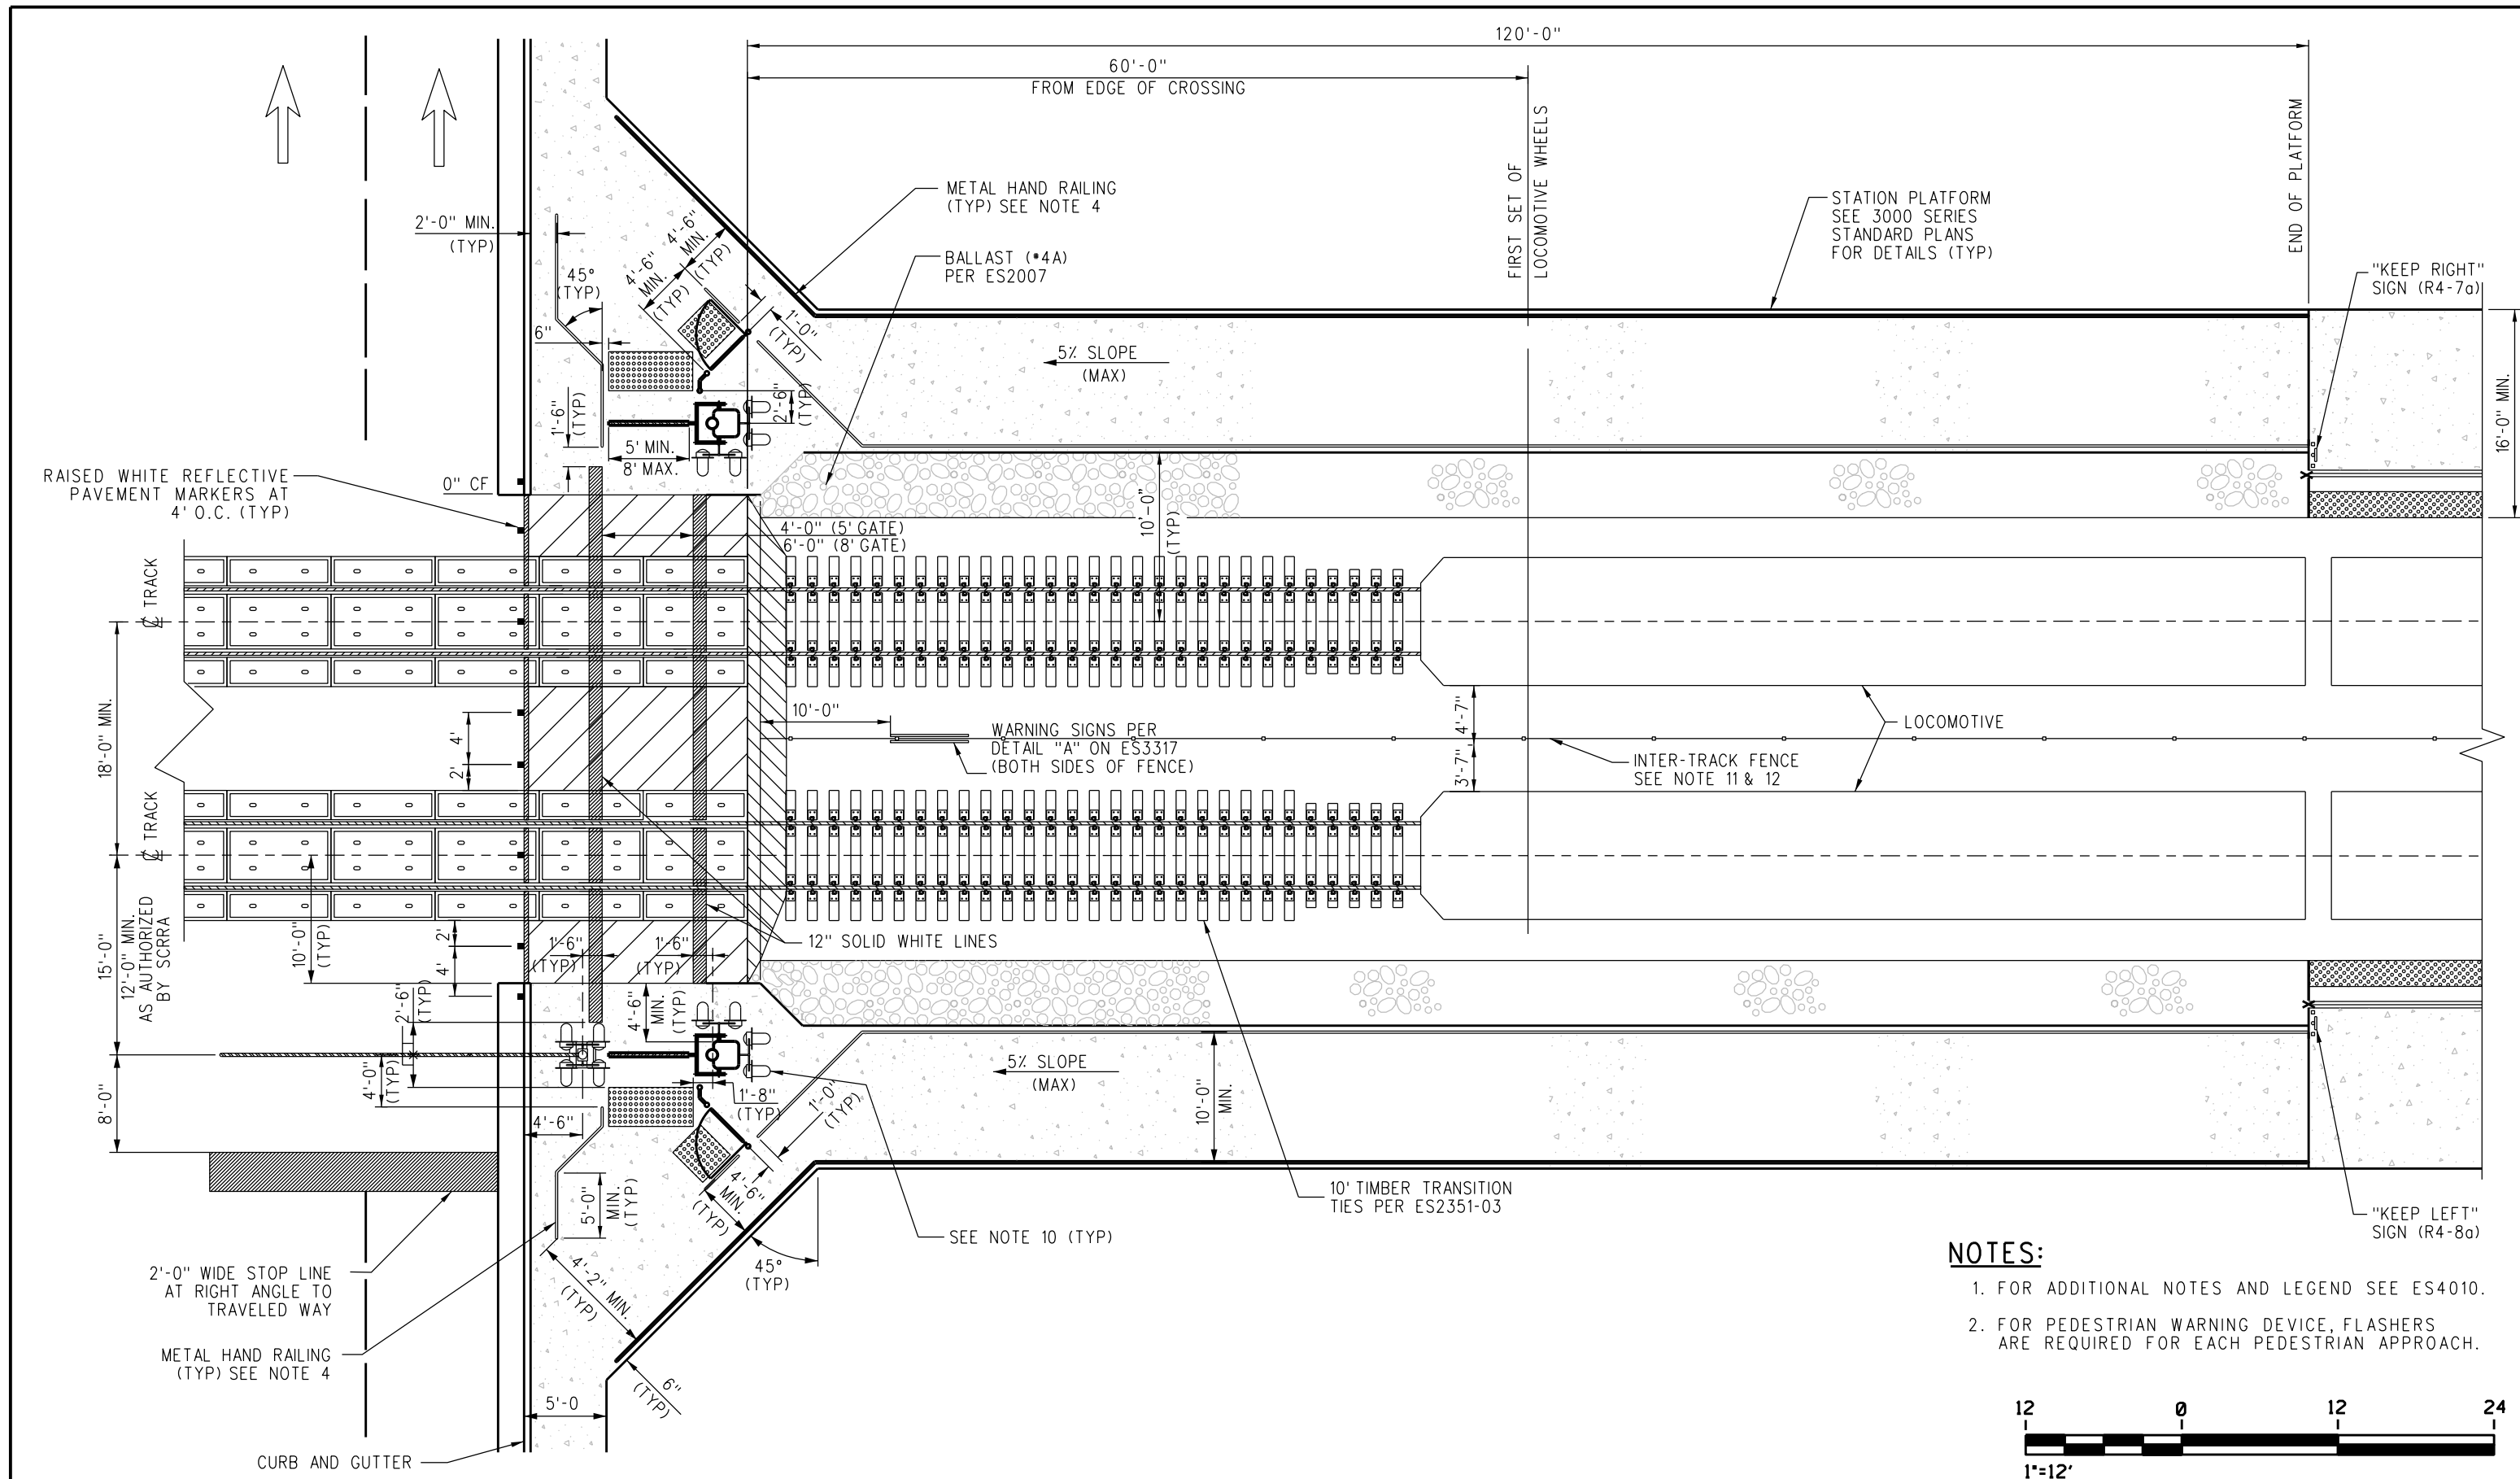 120'-0"
60'-0"
FROM EDGE OF CROSSING
FIRST SET OF
LOCOMOTIVE WHEELS
END OF PLATFORM
METAL HAND RAILING
(TYP) SEE NOTE 4
STATION PLATFORM
SEE 3000 SERIES
STANDARD PLANS
FOR DETAILS (TYP)
2'-0" MIN.
(TYP)
4'-6"
MIN.
(TYP)
4'-6"
MIN.
(TYP)
BALLAST (*4A)
PER ES2007
"KEEP RIGHT"
SIGN (R4-7a)
45°
(TYP)
6"
1'-0"
(TYP)
5% SLOPE
(MAX)
16'-0" MIN.
1'-6"
(TYP)
2'-6"
(TYP)
5' MIN.
8' MAX.
RAISED WHITE REFLECTIVE
PAVEMENT MARKERS AT
4' O.C. (TYP)
0" CF
4'-0" (5' GATE)
6'-0" (8' GATE)
10'-0"
(TYP)
℄ TRACK
18'-0" MIN.
4'
2'
10'-0"
WARNING SIGNS PER
DETAIL "A" ON ES3317
(BOTH SIDES OF FENCE)
4'-7"
3'-7"
LOCOMOTIVE
INTER-TRACK FENCE
SEE NOTE 11 & 12
℄ TRACK
15'-0"
12'-0" MIN.
AS AUTHORIZED
BY SCRRA
10'-0"
(TYP)
2'
4'
1'-6"
(TYP)
1'-6"
(TYP)
12" SOLID WHITE LINES
2'-6"
(TYP)
4'-6"
MIN.
(TYP)
8'-0"
4'-0"
(TYP)
4'-6"
1'-8"
(TYP)
1'-0"
(TYP)
5% SLOPE
(MAX)
10'-0"
MIN.
5'-0"
MIN.
(TYP)
4'-6"
MIN.
(TYP)
10' TIMBER TRANSITION
TIES PER ES2351-03
SEE NOTE 10 (TYP)
"KEEP LEFT"
SIGN (R4-8a)
45°
(TYP)
2'-0" WIDE STOP LINE
AT RIGHT ANGLE TO
TRAVELED WAY
4'-2" MIN.
(TYP)
METAL HAND RAILING
(TYP) SEE NOTE 4
6"
(TYP)
5'-0
CURB AND GUTTER
NOTES:
1. FOR ADDITIONAL NOTES AND LEGEND SEE ES4010.
2. FOR PEDESTRIAN WARNING DEVICE, FLASHERS
ARE REQUIRED FOR EACH PEDESTRIAN APPROACH.
12 0 12 24
1"=12'